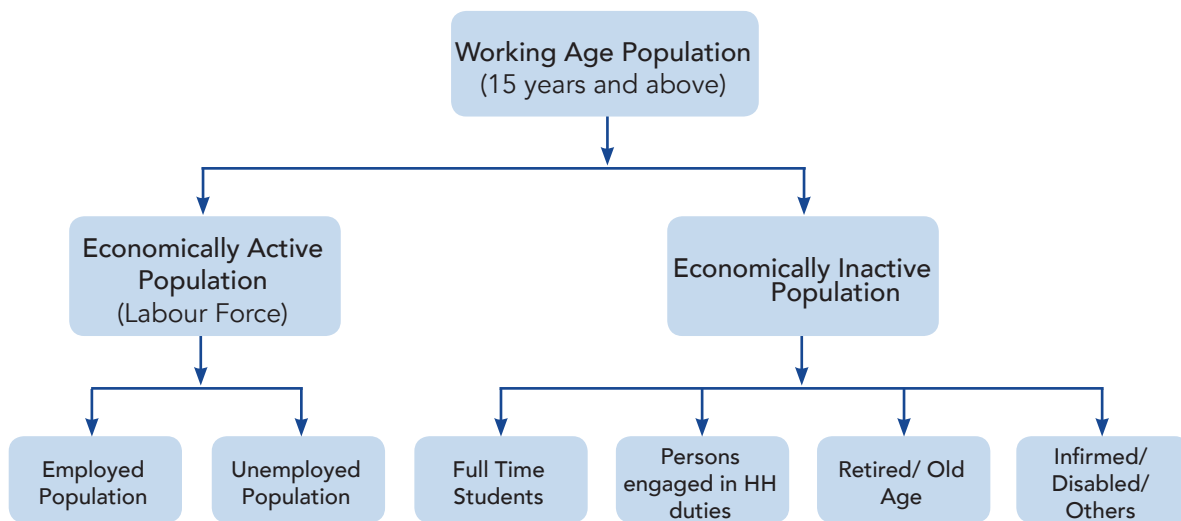 Working Age Population
(15 years and above)
Economically Active
Population
(Labour Force)
Economically Inactive
Population
Employed
Population
Unemployed
Population
Full Time
Students
Persons
engaged in HH
duties
Retired/ Old
Age
Infirmed/
Disabled/
Others